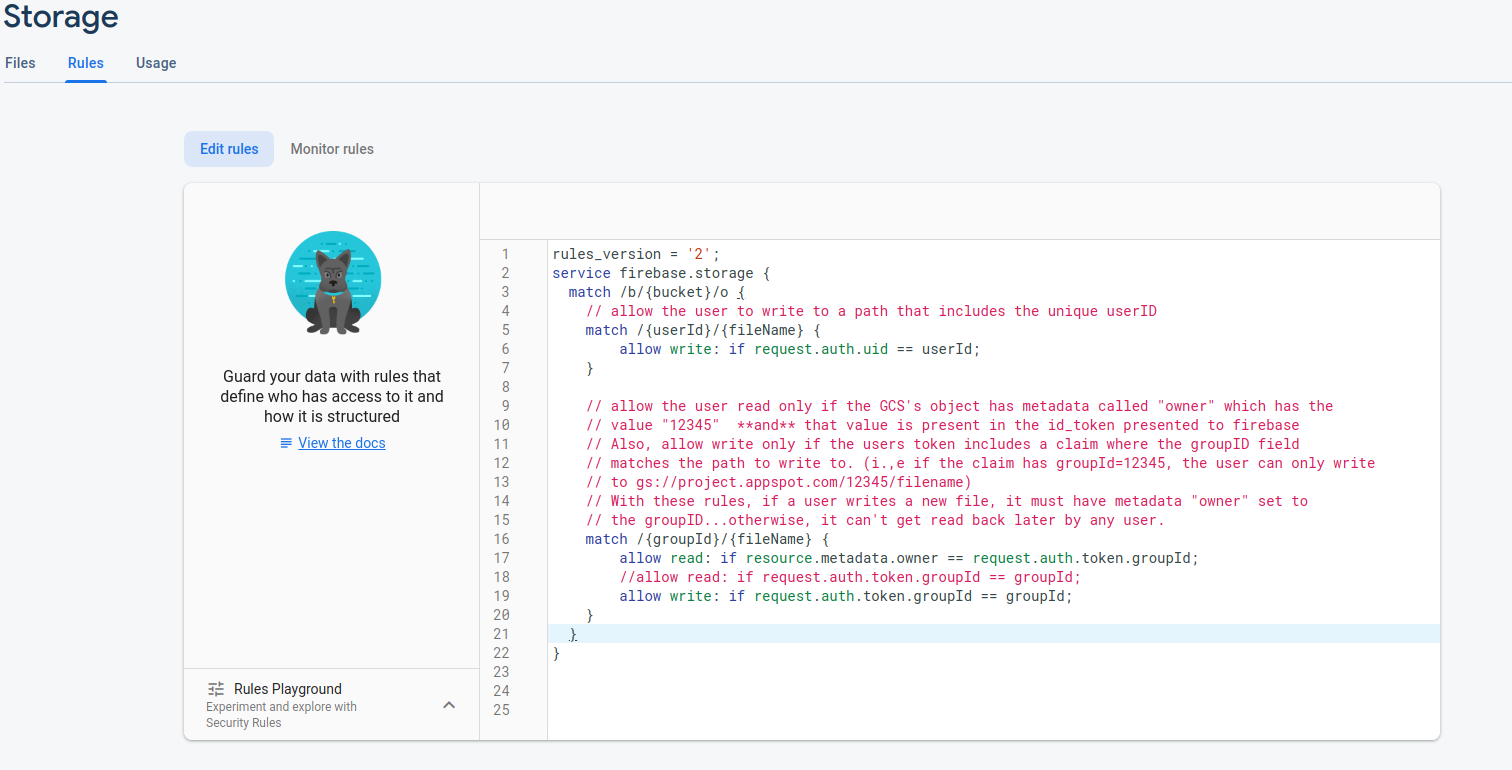 Storage
Files
Rules
Usage
Edit rules
Monitor rules
Guard your data with rules that
define who has access to it and
how it is structured
View the docs
Rules Playground
Experiment and explore with
Security Rules
1 rules_version = '2';
2 service firebase.storage {
3 match /b/{bucket}/o {
4 // allow the user to write to a path that includes the unique userID
5 match /{userId}/{fileName} {
6 allow write: if request.auth.uid == userId;
7 }
8
9 // allow the user read only if the GCS's object has metadata called "owner" which has the
10 // value "12345"  **and** that value is present in the id_token presented to firebase
11 // Also, allow write only if the users token includes a claim where the groupID field
12 // matches the path to write to. (i.,e if the claim has groupId=12345, the user can only write
13 // to gs://project.appspot.com/12345/filename)
14 // With these rules, if a user writes a new file, it must have metadata "owner" set to
15 // the groupID...otherwise, it can't get read back later by any user.
16 match /{groupId}/{fileName} {
17 allow read: if resource.metadata.owner == request.auth.token.groupId;
18 //allow read: if request.auth.token.groupId == groupId;
19 allow write: if request.auth.token.groupId == groupId;
20 }
21 }
22 }
23
24
25